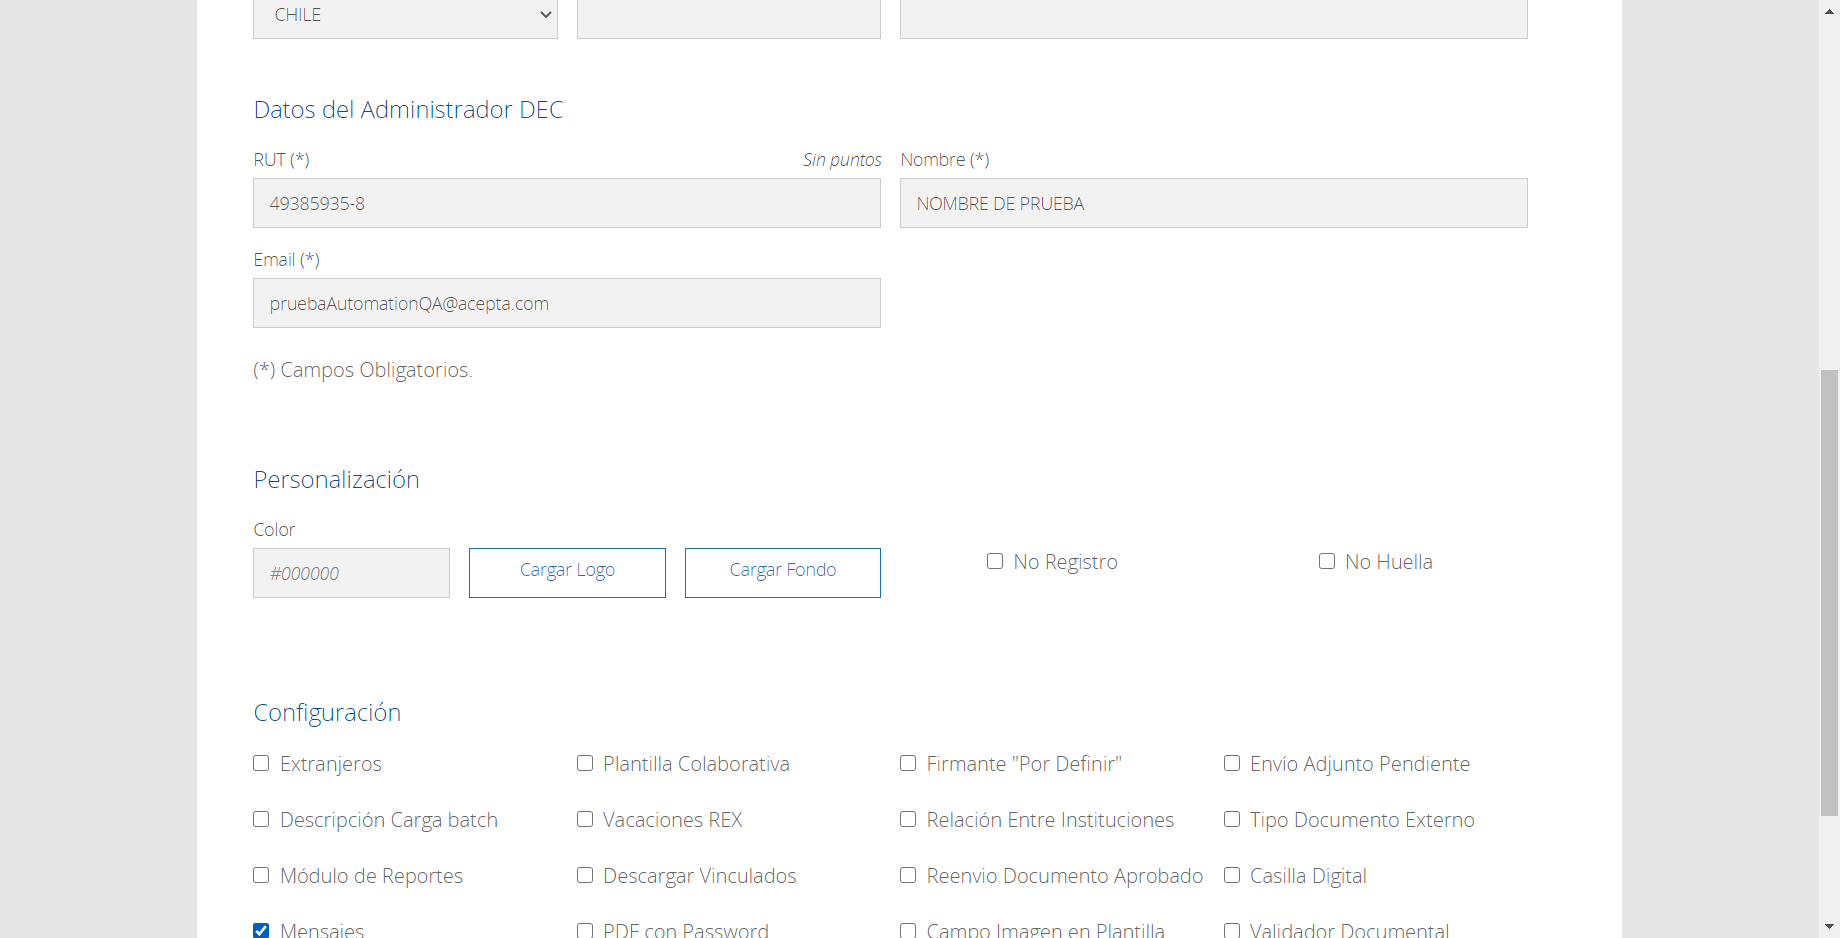 CHILE
Datos del Administrador DEC
RUT (*) Sin puntos Nombre (*)
49385935-8 NOMBRE DE PRUEBA
Email (*)
pruebaAutomationQA@acepta.com
(*) Campos Obligatorios.
Personalización
Color
#000000 Cargar Logo Cargar Fondo No Registro No Huella
Configuración
Extranjeros Plantilla Colaborativa Firmante "Por Definir" Envío Adjunto Pendiente
Descripción Carga batch Vacaciones REX Relación Entre Instituciones Tipo Documento Externo
Módulo de Reportes Descargar Vinculados Reenvio Documento Aprobado Casilla Digital
Mensajes PDF con Password Campo Imagen en Plantilla Validador Documental